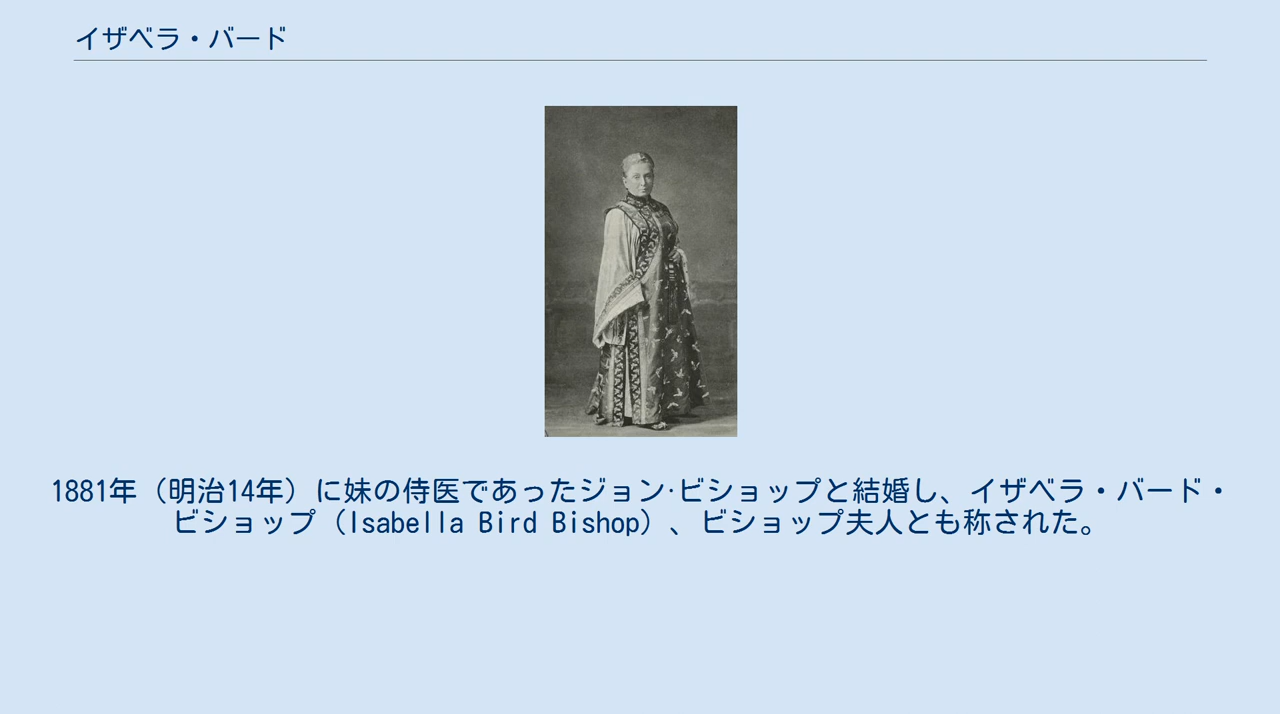 イザベラ・バード
1881年（明治14年）に妹の侍医であったジョン·ビショップと結婚し、イザベラ・バード・
ビショップ（Isabella Bird Bishop）、ビショップ夫人とも称された。